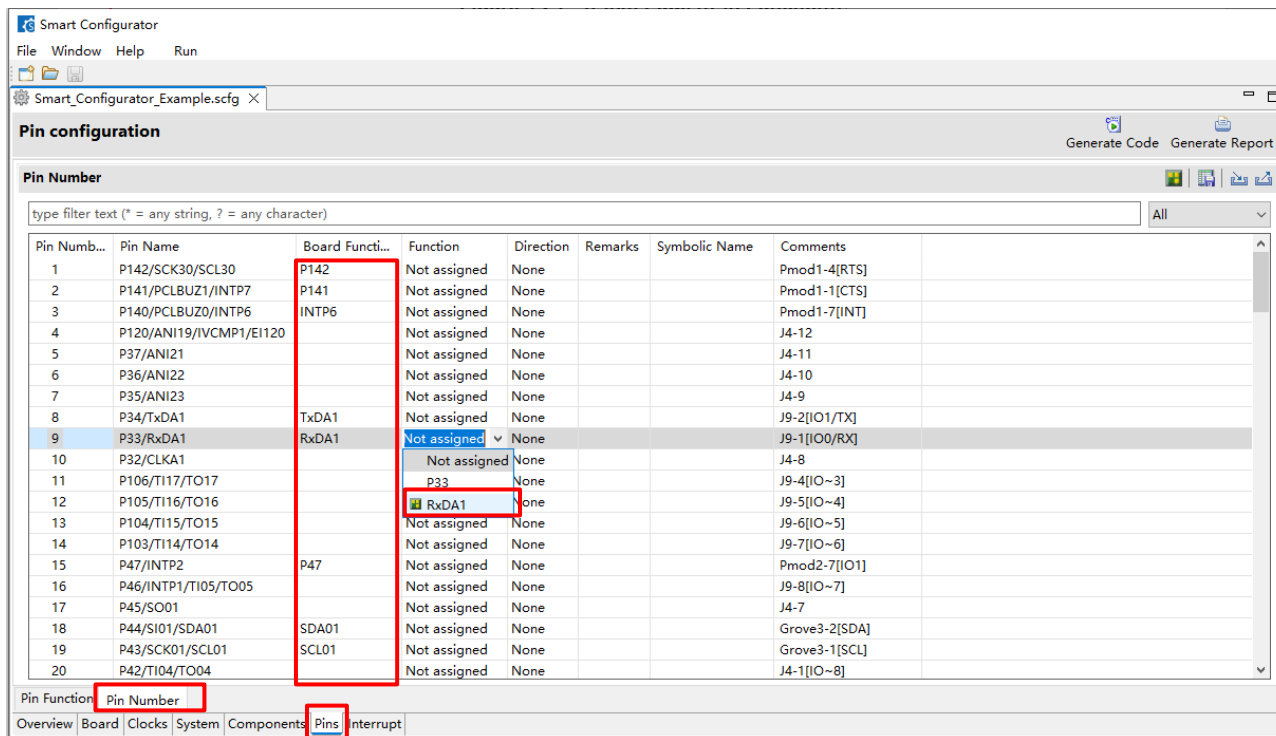 Smart Configurator
File Window Help Run
Smart_Configurator_Example.scfg
Pin configuration
Generate Code Generate Report
Pin Number
type filter text (* = any string, ? = any character) All
Pin Numb... Pin Name Board Functi... Function Direction Remarks Symbolic Name Comments
1 P142/SCK30/SCL30 P142 Not assigned None Pmod1-4[RTS]
2 P141/PCLBUZ1/INTP7 P141 Not assigned None Pmod1-1[CTS]
3 P140/PCLBUZ0/INTP6 INTP6 Not assigned None Pmod1-7[INT]
4 P120/ANI19/IVCMP1/EI120 Not assigned None J4-12
5 P37/ANI21 Not assigned None J4-11
6 P36/ANI22 Not assigned None J4-10
7 P35/ANI23 Not assigned None J4-9
8 P34/TxDA1 TxDA1 Not assigned None J9-2[IO1/TX]
9 P33/RxDA1 RxDA1 Not assigned None J9-1[IO0/RX]
10 P32/CLKA1 Not assigned None J4-8
11 P106/TI17/TO17 P33 None J9-4[IO~3]
12 P105/TI16/TO16 RxDA1 None J9-5[IO~4]
13 P104/TI15/TO15 Not assigned None J9-6[IO~5]
14 P103/TI14/TO14 Not assigned None J9-7[IO~6]
15 P47/INTP2 P47 Not assigned None Pmod2-7[IO1]
16 P46/INTP1/TI05/TO05 Not assigned None J9-8[IO~7]
17 P45/SO01 Not assigned None J4-7
18 P44/SI01/SDA01 SDA01 Not assigned None Grove3-2[SDA]
19 P43/SCK01/SCL01 SCL01 Not assigned None Grove3-1[SCL]
20 P42/TI04/TO04 Not assigned None J4-1[IO~8]
Pin Function Pin Number
Overview Board Clocks System Components Pins Interrupt